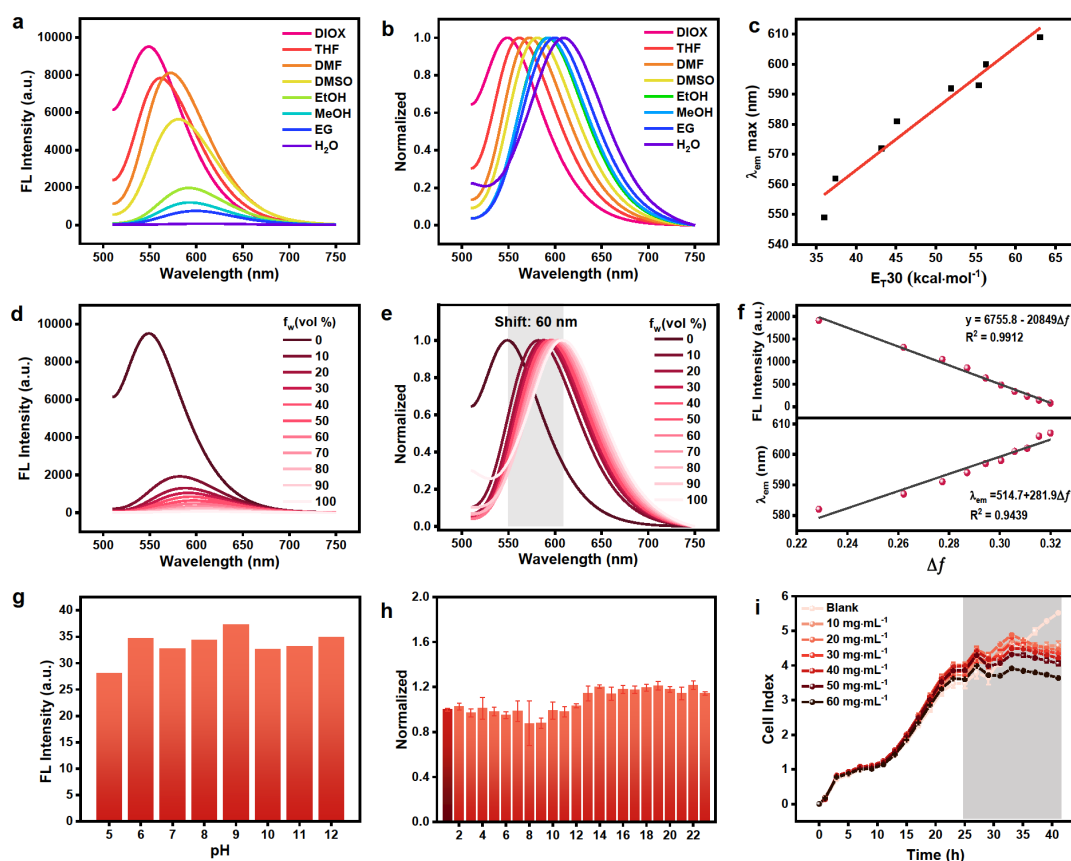 a
FL Intensity (a.u.)
10000
8000
6000
4000
2000
0
500 550 600 650 700 750
Wavelength (nm)
DIOX
THF
DMF
DMSO
EtOH
MeOH
EG
H₂O
b
Normalized
1.0
0.8
0.6
0.4
0.2
0.0
500 550 600 650 700 750
Wavelength (nm)
DIOX
THF
DMF
DMSO
EtOH
MeOH
EG
H₂O
c
λem max (nm)
610
600
590
580
570
560
550
540
35 40 45 50 55 60 65
ET30 (kcal·mol⁻¹)
d
FL Intensity (a.u.)
10000
8000
6000
4000
2000
0
500 550 600 650 700 750
Wavelength (nm)
fw(vol %)
0
10
20
30
40
50
60
70
80
90
100
e
Normalized
1.0
0.8
0.6
0.4
0.2
0.0
500 550 600 650 700 750
Wavelength (nm)
Shift: 60 nm
fw(vol %)
0
10
20
30
40
50
60
70
80
90
100
f
FL Intensity (a.u.)
2000
1500
1000
500
0
y = 6755.8 - 20849Δf
R² = 0.9912
λem (nm)
610
600
590
580
λem =514.7+281.9Δf
R² = 0.9439
0.22 0.24 0.26 0.28 0.30 0.32
Δf
g
FL Intensity (a.u.)
40
35
30
25
20
15
10
5
0
5 6 7 8 9 10 11 12
pH
h
Normalized
1.6
1.2
0.8
0.4
0.0
2 4 6 8 10 12 14 16 18 20 22
i
Cell Index
6
5
4
3
2
1
0
0 5 10 15 20 25 30 35 40
Time (h)
Blank
10 mg·mL⁻¹
20 mg·mL⁻¹
30 mg·mL⁻¹
40 mg·mL⁻¹
50 mg·mL⁻¹
60 mg·mL⁻¹